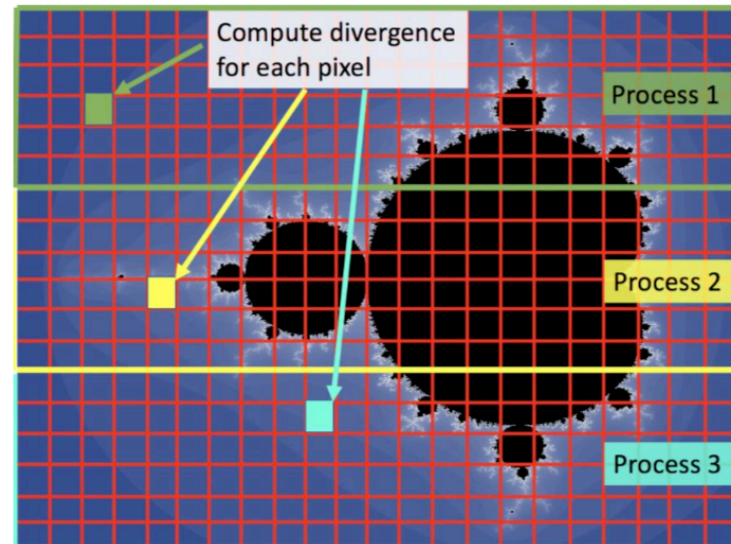 Compute divergence
for each pixel
Process 1
Process 2
Process 3